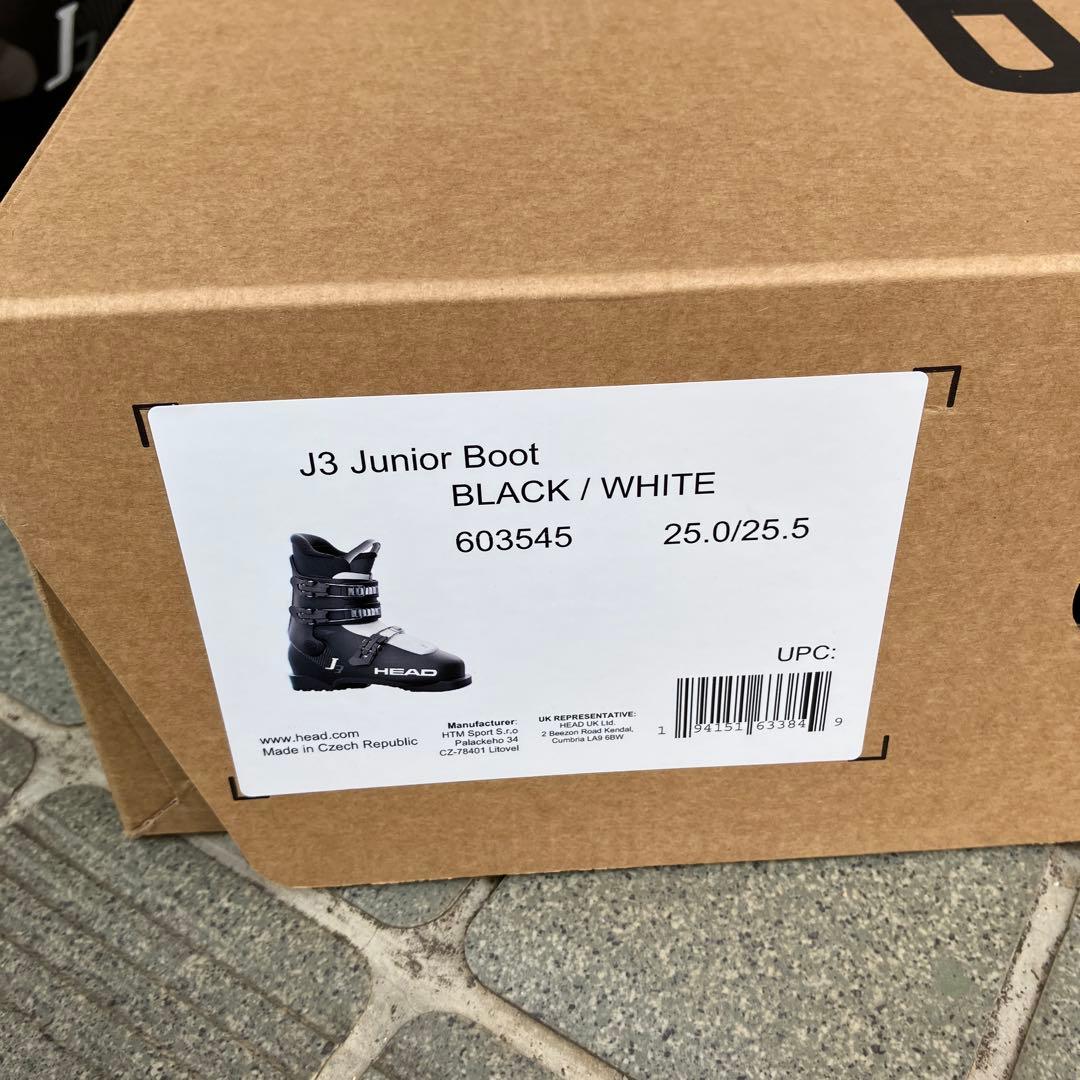 J3
J3 Junior Boot
BLACK / WHITE
603545 25.0/25.5
J3
HEAD
UPC:
1 94151 63384 9
www.head.com
Made in Czech Republic
Manufacturer:
HTM Sport S.r.o
Palackeho 34
CZ-78401 Litovel
UK REPRESENTATIVE:
HEAD UK Ltd.
2 Beezon Road Kendal,
Cumbria LA9 6BW